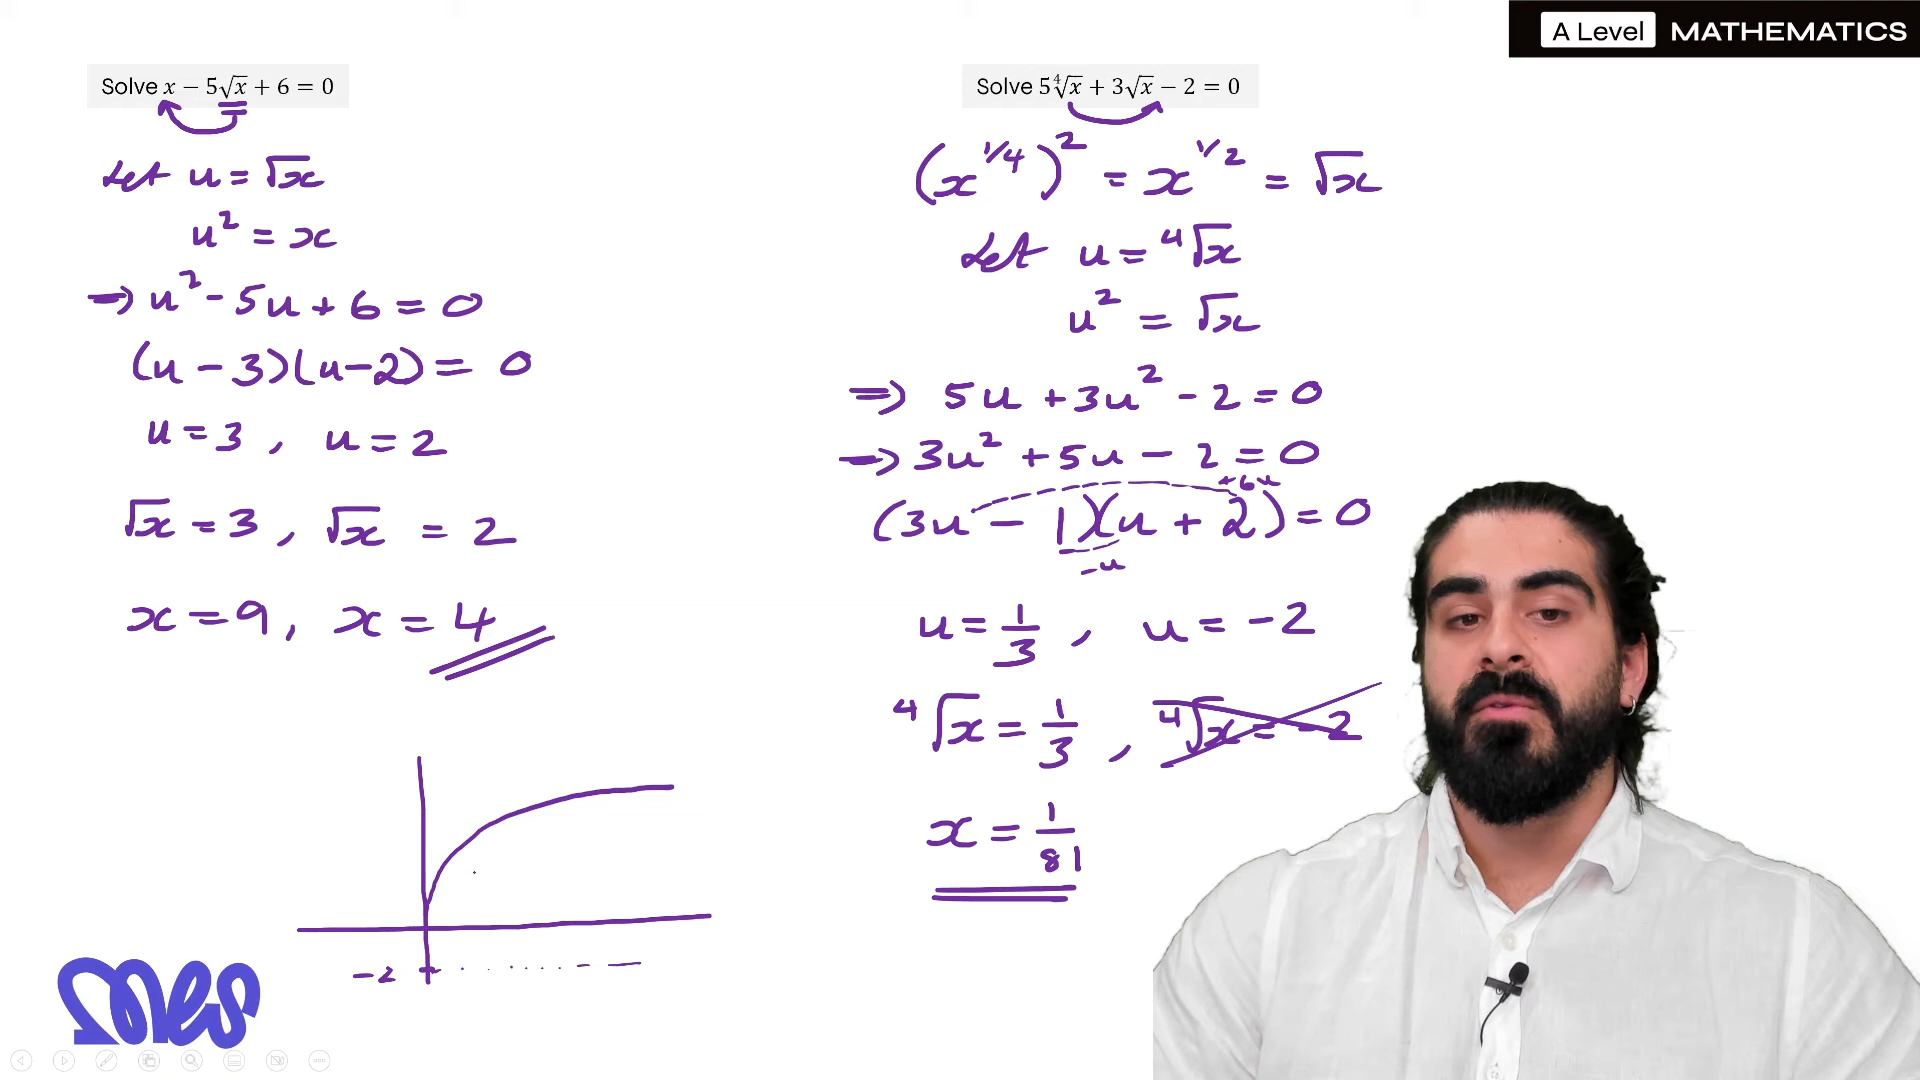 A Level MATHEMATICS
Solve x − 5√x + 6 = 0
Let u = √x
u² = x
⇒ u² - 5u + 6 = 0
(u - 3)(u - 2) = 0
u = 3 , u = 2
√x = 3 , √x = 2
x = 9 , x = 4
-2
Solve 5∜x + 3√x − 2 = 0
(x^1/4)² = x^1/2 = √x
Let u = ∜x
u² = √x
⇒ 5u + 3u² - 2 = 0
⇒ 3u² + 5u - 2 = 0
+6u
(3u - 1)(u + 2) = 0
-u
u = 1/3 , u = -2
∜x = 1/3 , ∜x = -2
x = 1/81
mes